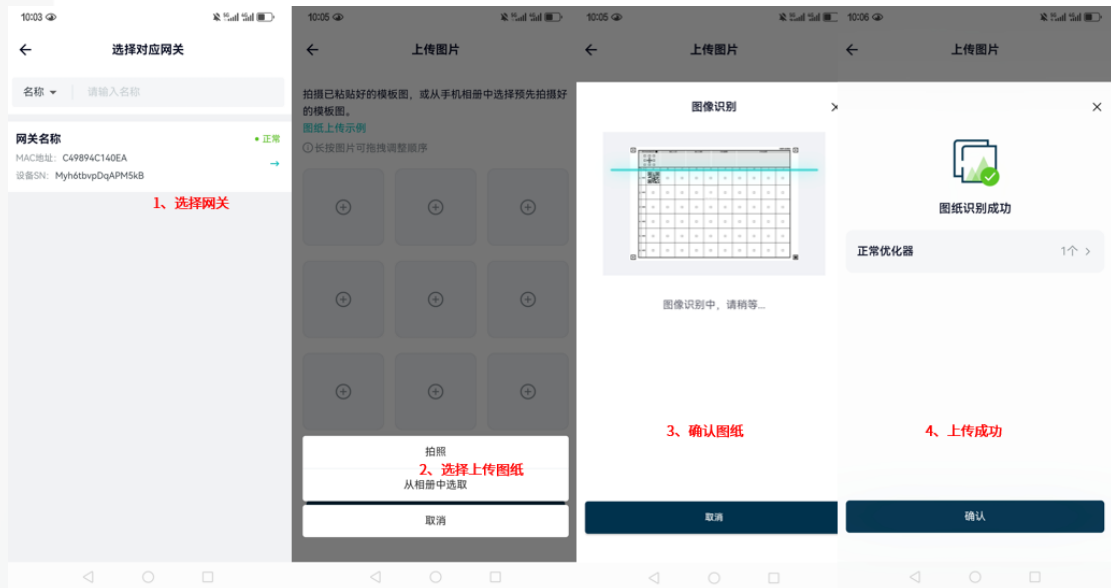 10:03
选择对应网关
名称
请输入名称
网关名称
正常
MAC地址: C49894C140EA
设备SN: Myh6tbvpDqAPM5kB
1、选择网关
10:05
上传图片
拍摄已粘贴好的模板图，或从手机相册中选择预先拍摄好
的模板图。
图纸上传示例
长按图片可拖拽调整顺序
拍照
2、选择上传图纸
从相册中选取
取消
10:05
上传图片
图像识别
图像识别中，请稍等...
3、确认图纸
取消
10:06
上传图片
图纸识别成功
正常优化器
1个
4、上传成功
确认